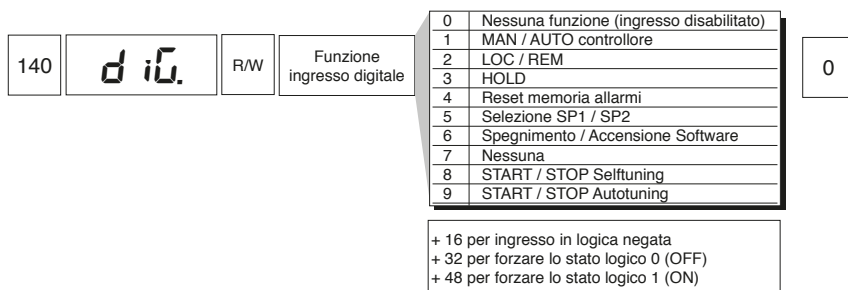 140
diG.
R/W
Funzione
ingresso digitale
0 Nessuna funzione (ingresso disabilitato)
1 MAN / AUTO controllore
2 LOC / REM
3 HOLD
4 Reset memoria allarmi
5 Selezione SP1 / SP2
6 Spegnimento / Accensione Software
7 Nessuna
8 START / STOP Selftuning
9 START / STOP Autotuning
0
+ 16 per ingresso in logica negata
+ 32 per forzare lo stato logico 0 (OFF)
+ 48 per forzare lo stato logico 1 (ON)